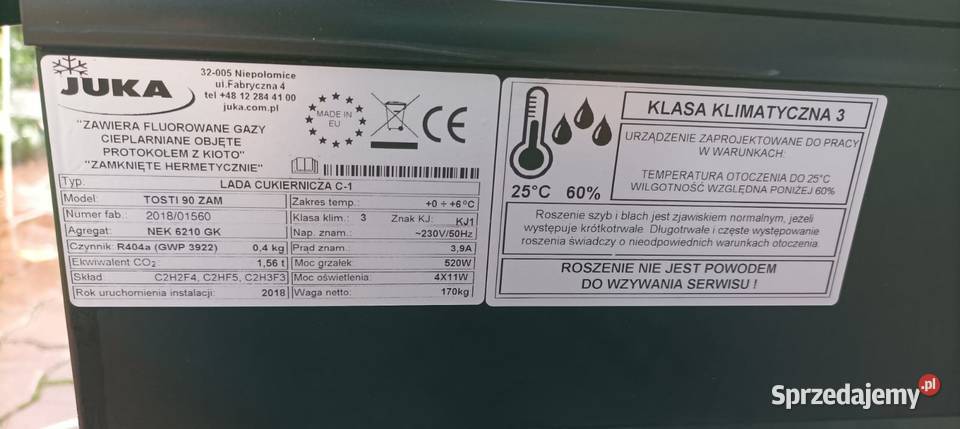 JUKA
32-005 Niepołomice
ul.Fabryczna 4
tel +48 12 284 41 00
juka.com.pl
"ZAWIERA FLUOROWANE GAZY
CIEPLARNIANE OBJĘTE
PROTOKOŁEM Z KIOTO"
"ZAMKNIĘTE HERMETYCZNIE"
MADE IN
EU
CE
Typ. LADA CUKIERNICZA C-1
Model: TOSTI 90 ZAM
Numer fab.: 2018/01560
Agregat: NEK 6210 GK
Czynnik: R404a (GWP 3922) 0,4 kg
Ekwiwalent CO2: 1,56 t
Skład C2H2F4, C2HF5, C2H3F3
Rok uruchomienia instalacji: 2018
Zakres temp.: +0 ÷ +6°C
Klasa klim.: 3 Znak KJ: KJ1
Nap. znam.: ~230V/50Hz
Prąd znam.: 3,9A
Moc grzałek: 520W
Moc oświetlenia: 4X11W
Waga netto: 170kg
25°C 60%
KLASA KLIMATYCZNA 3
URZĄDZENIE ZAPROJEKTOWANE DO PRACY
W WARUNKACH:
TEMPERATURA OTOCZENIA DO 25°C
WILGOTNOŚĆ WZGLĘDNA PONIŻEJ 60%
Roszenie szyb i blach jest zjawiskiem normalnym, jeżeli
występuje krótkotrwale. Długotrwałe i częste występowanie
roszenia świadczy o nieodpowiednich warunkach otoczenia.
ROSZENIE NIE JEST POWODEM
DO WZYWANIA SERWISU !
Sprzedajemy.pl